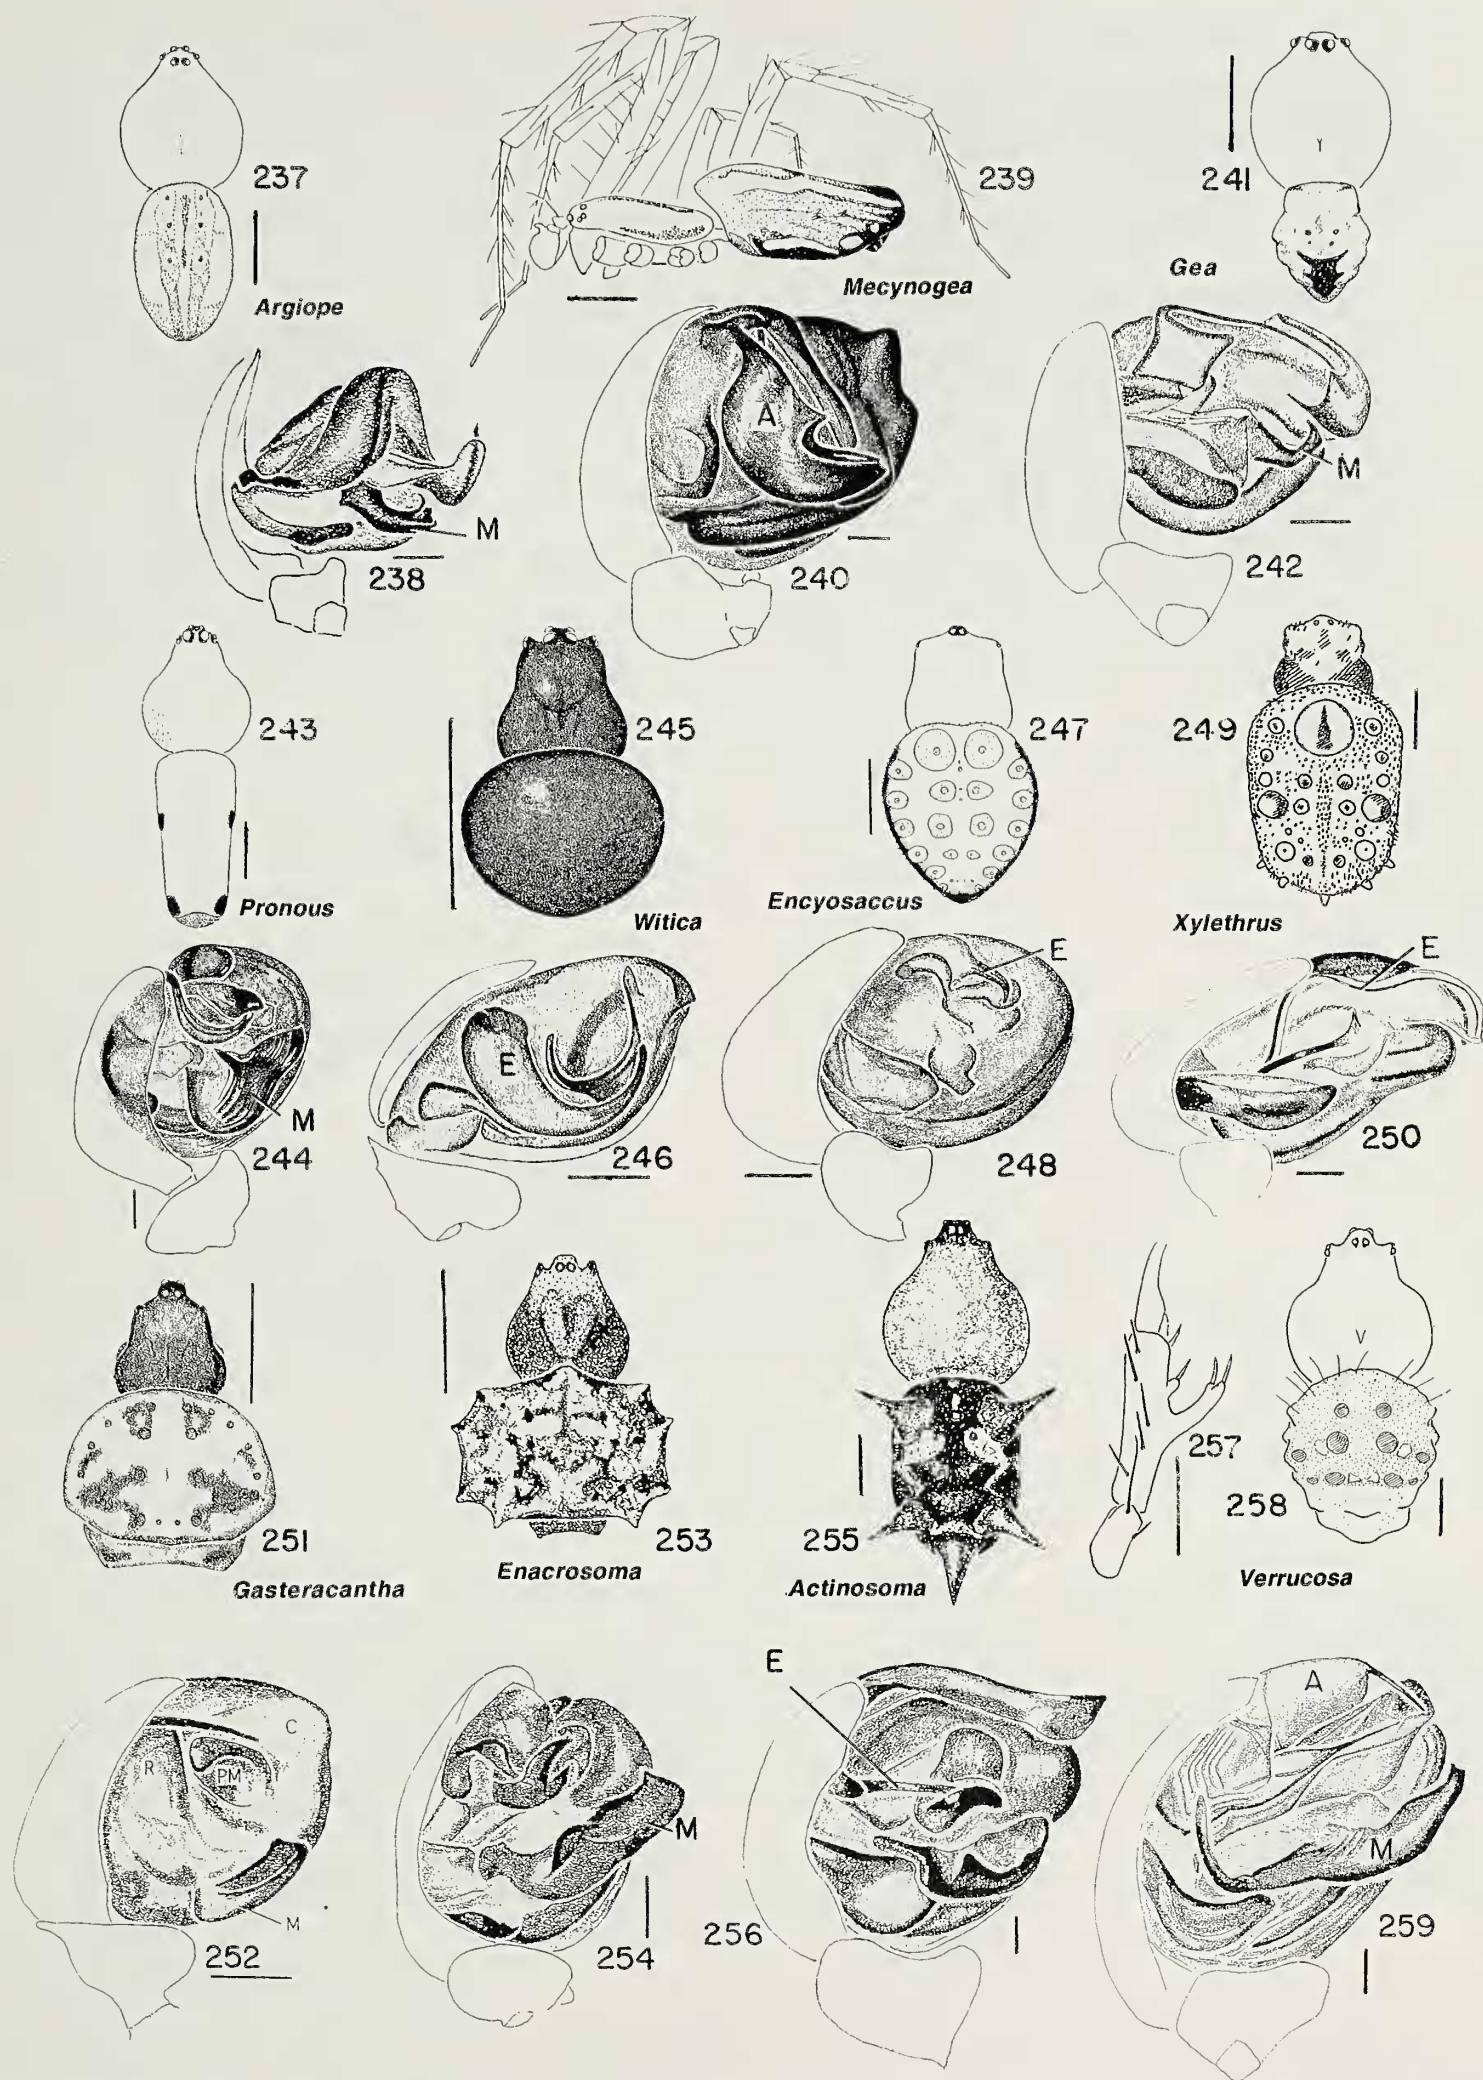 237
Argiope
239
Mecynogea
241
Gea
M
238
A
240
M
242
243
Pronous
245
Witica
247
Encyosaccus
249
Xylethrus
M
244
E
246
E
248
E
250
251
Gasteracantha
253
Enacrosoma
255
Actinosoma
257
258
Verrucosa
C
R
PM
M
252
M
254
E
256
A
M
259